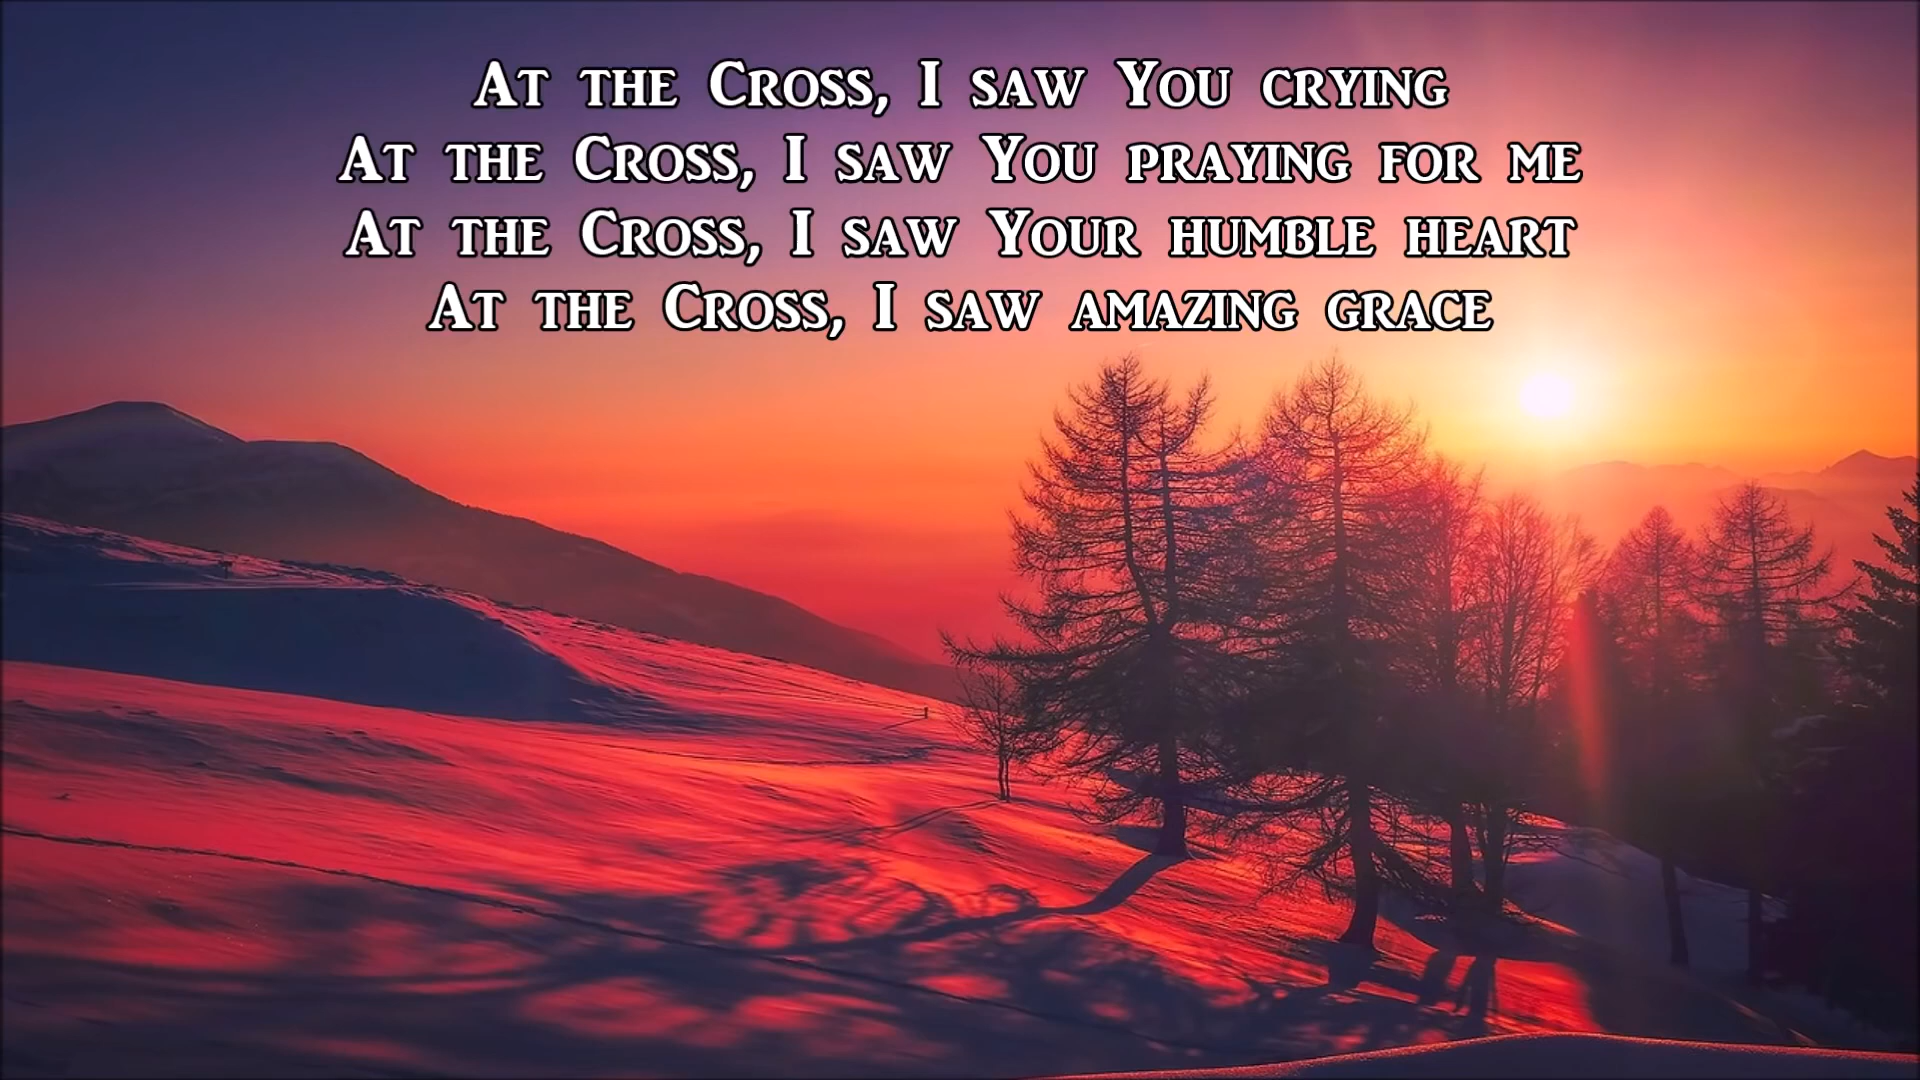 At the Cross, I saw You crying
At the Cross, I saw You praying for me
At the Cross, I saw Your humble heart
At the Cross, I saw amazing grace